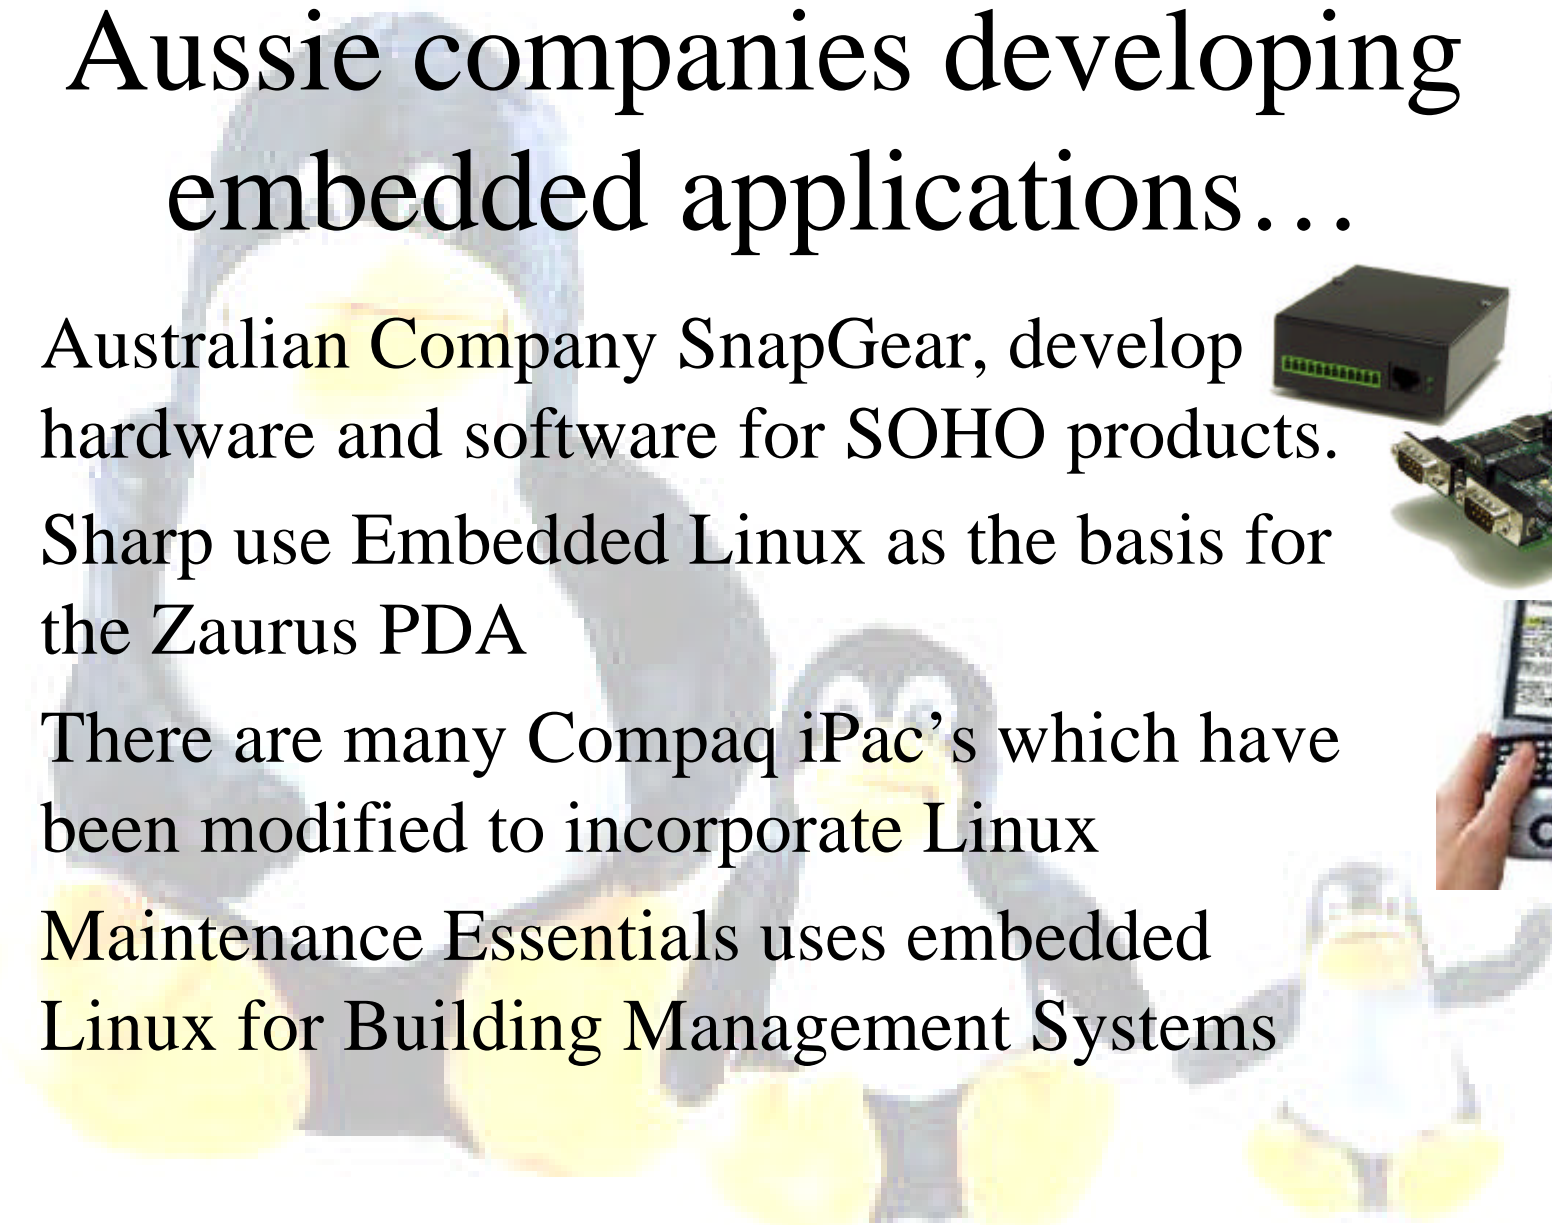 Aussie companies developing
embedded applications…
Australian Company SnapGear, develop
hardware and software for SOHO products.
Sharp use Embedded Linux as the basis for
the Zaurus PDA
There are many Compaq iPac’s which have
been modified to incorporate Linux
Maintenance Essentials uses embedded
Linux for Building Management Systems